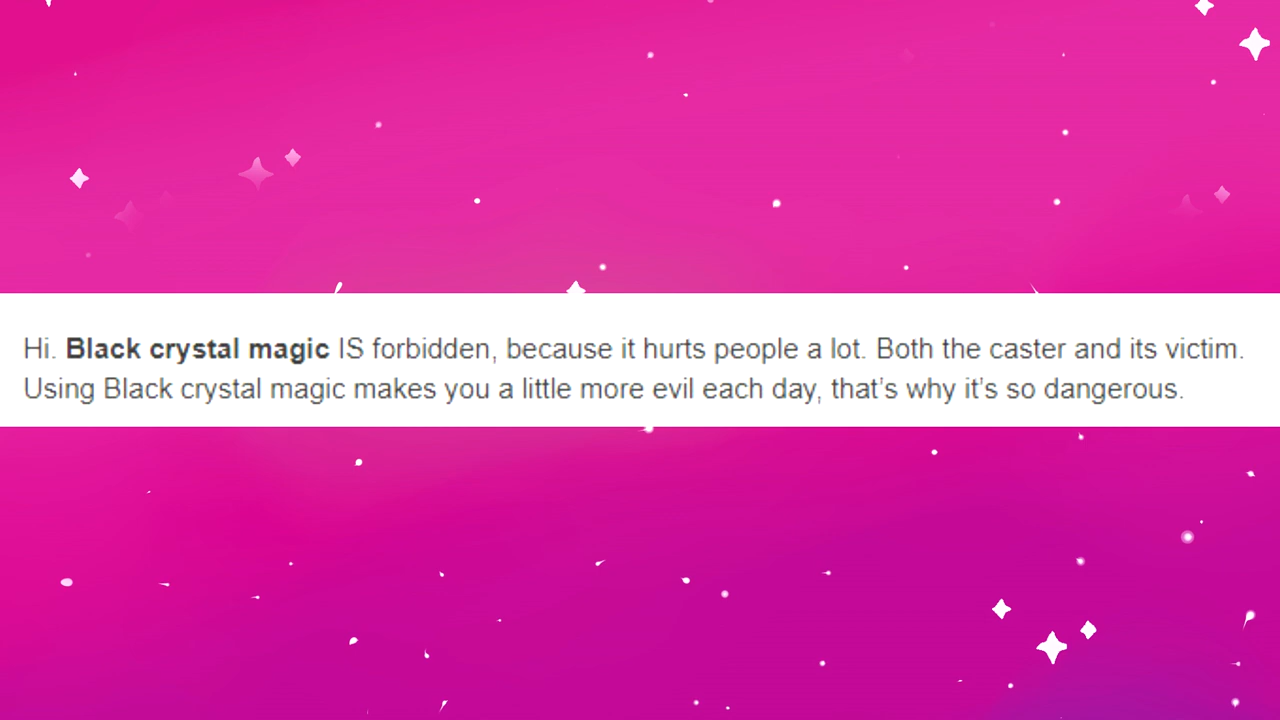 Hi. Black crystal magic IS forbidden, because it hurts people a lot. Both the caster and its victim.
Using Black crystal magic makes you a little more evil each day, that’s why it’s so dangerous.